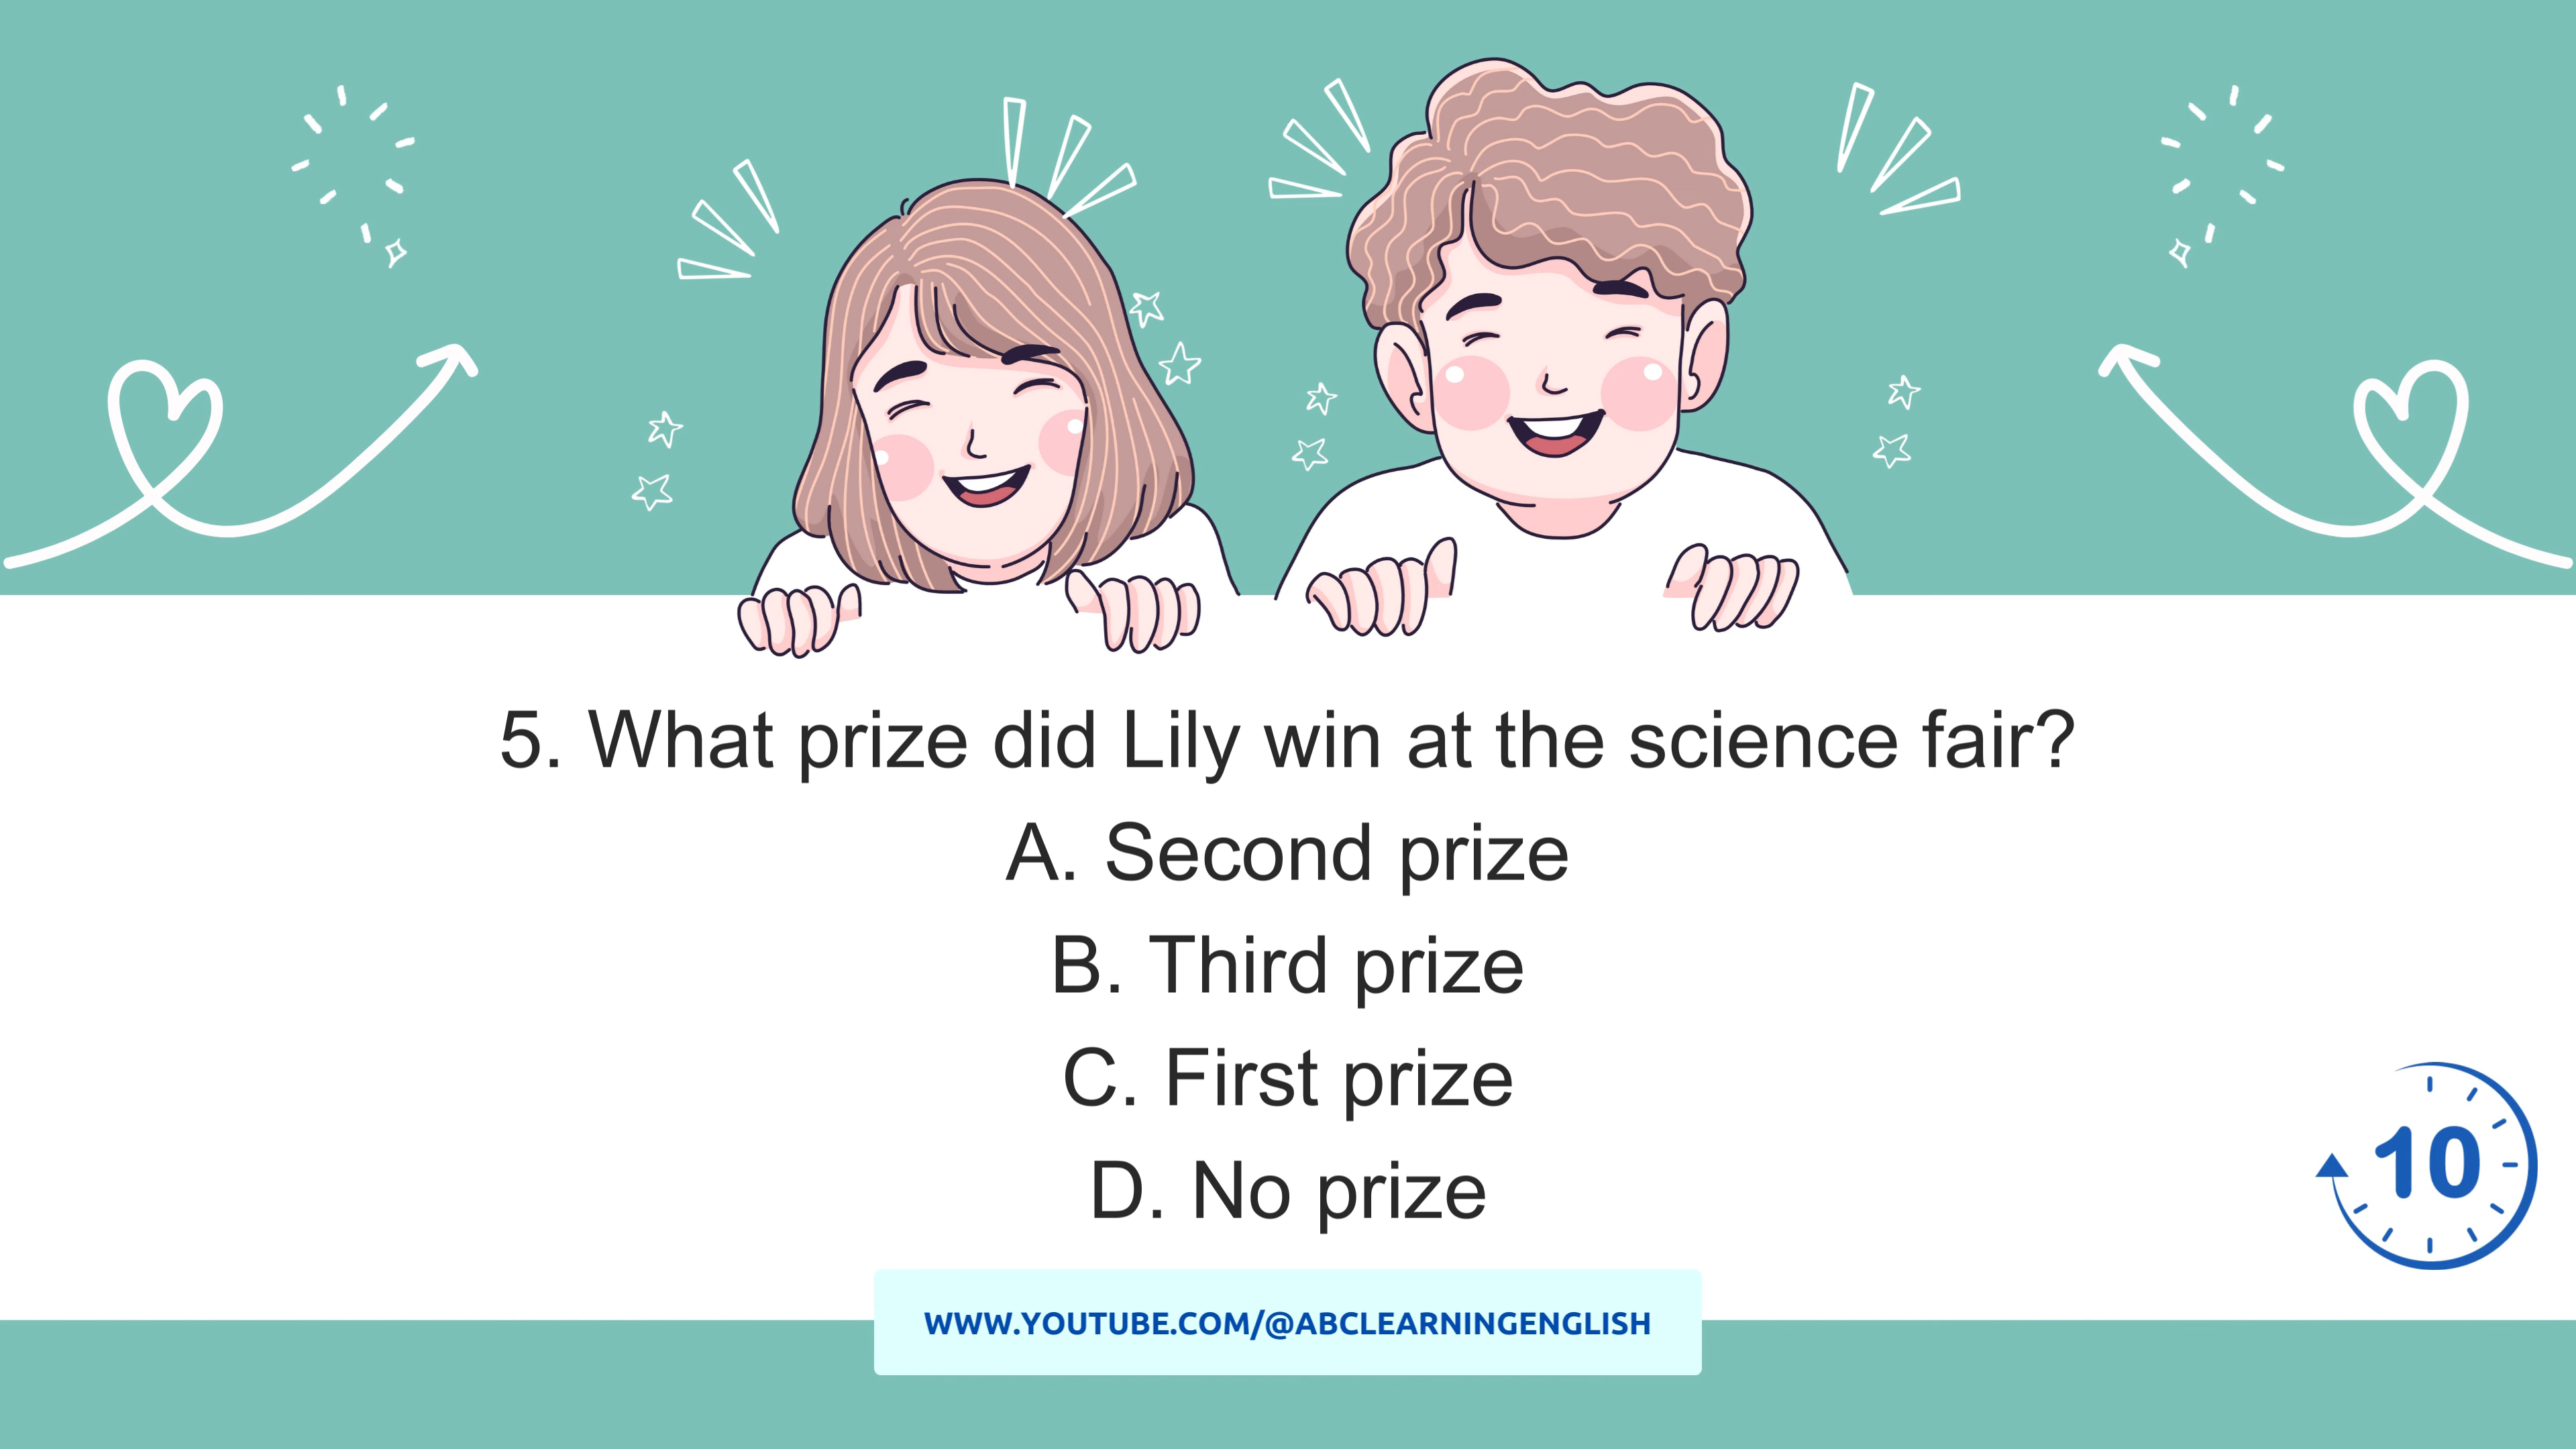 5. What prize did Lily win at the science fair?
A. Second prize
B. Third prize
C. First prize
D. No prize
10
WWW.YOUTUBE.COM/@ABCLEARNINGENGLISH